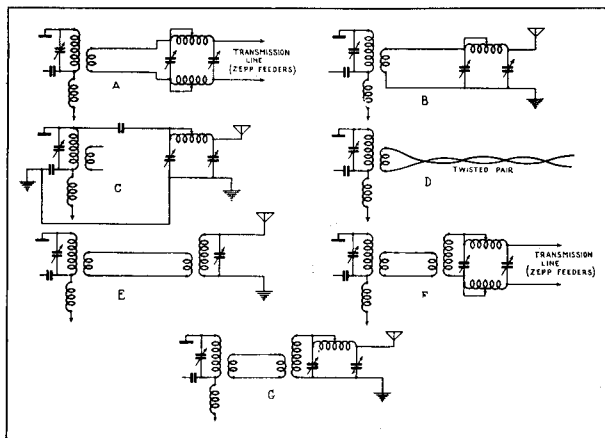 TRANSMISSION
LINE
(ZEPP FEEDERS)
A
B
C
TWISTED PAIR
D
E
TRANSMISSION
LINE
(ZEPP FEEDERS)
F
G